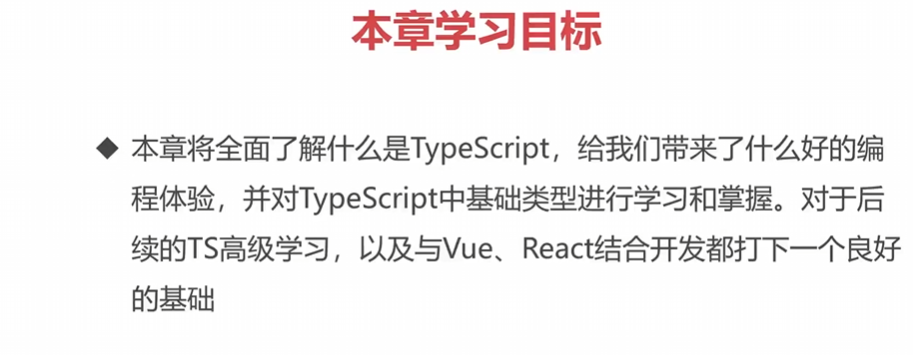 本章学习目标
◆ 本章将全面了解什么是TypeScript，给我们带来了什么好的编
程体验，并对TypeScript中基础类型进行学习和掌握。对于后
续的TS高级学习，以及与Vue、React结合开发都打下一个良好
的基础